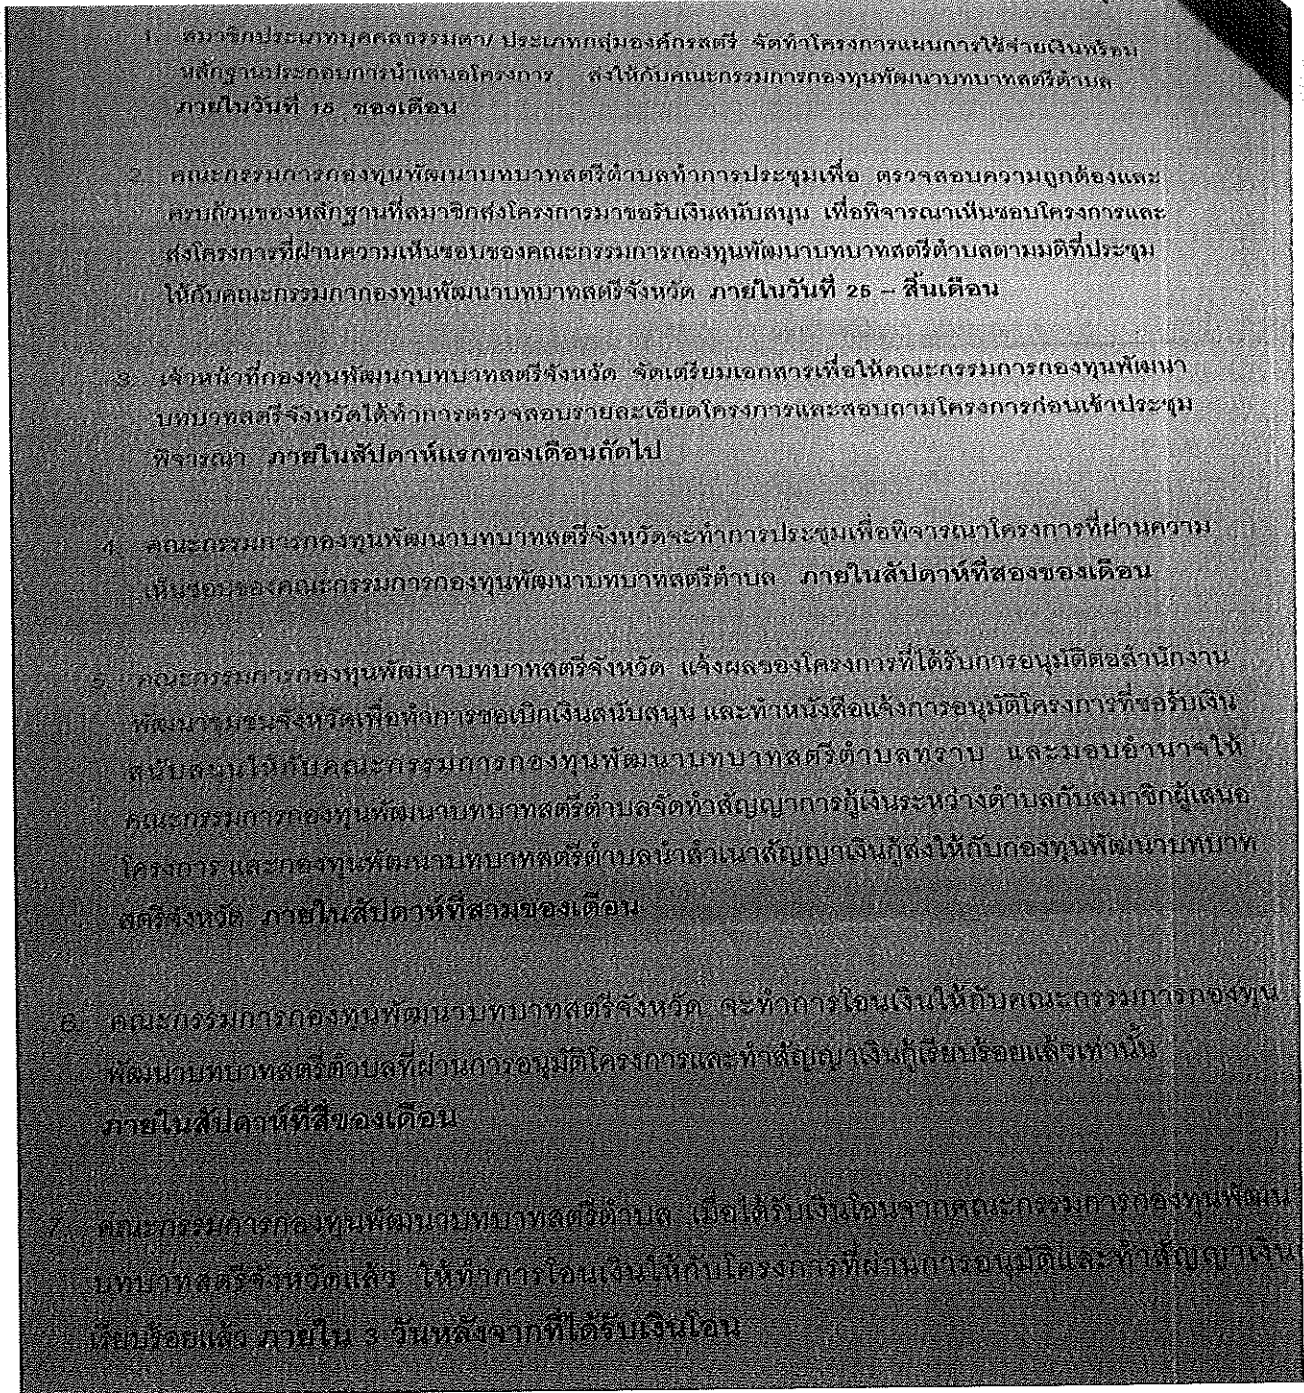 1. สมาชิกประเภทบุคคลธรรมดา/ ประเภทกลุ่มองค์กรสตรี จัดทำโครงการแผนการใช้จ่ายเงินพร้อม
หลักฐานประกอบการนำเสนอโครงการ ส่งให้กับคณะกรรมการกองทุนพัฒนาบทบาทสตรีตำบล
ภายในวันที่ 15 ของเดือน
2. คณะกรรมการกองทุนพัฒนาบทบาทสตรีตำบลทำการประชุมเพื่อ ตรวจสอบความถูกต้องและ
ครบถ้วนของหลักฐานที่สมาชิกส่งโครงการมาขอรับเงินสนับสนุน เพื่อพิจารณาเห็นชอบโครงการและ
ส่งโครงการที่ผ่านความเห็นชอบของคณะกรรมการกองทุนพัฒนาบทบาทสตรีตำบลตามมติที่ประชุม
ให้กับคณะกรรมกากองทุนพัฒนาบทบาทสตรีจังหวัด ภายในวันที่ 25 – สิ้นเดือน
3. เจ้าหน้าที่กองทุนพัฒนาบทบาทสตรีจังหวัด จัดเตรียมเอกสารเพื่อให้คณะกรรมการกองทุนพัฒนา
บทบาทสตรีจังหวัดได้ทำการตรวจสอบรายละเอียดโครงการและสอบถามโครงการก่อนเข้าประชุม
พิจารณา ภายในสัปดาห์แรกของเดือนถัดไป
4. คณะกรรมการกองทุนพัฒนาบทบาทสตรีจังหวัดจะทำการประชุมเพื่อพิจารณาโครงการที่ผ่านความ
เห็นชอบของคณะกรรมการกองทุนพัฒนาบทบาทสตรีตำบล ภายในสัปดาห์ที่สองของเดือน
5. คณะกรรมการกองทุนพัฒนาบทบาทสตรีจังหวัด แจ้งผลของโครงการที่ได้รับการอนุมัติต่อสำนักงาน
พัฒนาชุมชนจังหวัดเพื่อทำการขอเบิกเงินสนับสนุน และทำหนังสือแจ้งการอนุมัติโครงการที่ขอรับเงิน
สนับสนุนให้กับคณะกรรมการกองทุนพัฒนาบทบาทสตรีตำบลทราบ และมอบอำนาจให้
คณะกรรมการกองทุนพัฒนาบทบาทสตรีตำบลจัดทำสัญญาการกู้เงินระหว่างตำบลกับสมาชิกผู้เสนอ
โครงการ และกองทุนพัฒนาบทบาทสตรีตำบลนำสำเนาสัญญาเงินกู้ส่งให้กับกองทุนพัฒนาบทบาท
สตรีจังหวัด ภายในสัปดาห์ที่สามของเดือน
6. คณะกรรมการกองทุนพัฒนาบทบาทสตรีจังหวัด จะทำการโอนเงินให้กับคณะกรรมการกองทุน
พัฒนาบทบาทสตรีตำบลที่ผ่านการอนุมัติโครงการและทำสัญญาเงินกู้เรียบร้อยแล้วเท่านั้น
ภายในสัปดาห์ที่สี่ของเดือน
7. คณะกรรมการกองทุนพัฒนาบทบาทสตรีตำบล เมื่อได้รับเงินโอนจากคณะกรรมการกองทุนพัฒน
บทบาทสตรีจังหวัดแล้ว ให้ทำการโอนเงินให้กับโครงการที่ผ่านการอนุมัติและทำสัญญาเงิน
เรียบร้อยแล้ว ภายใน 3 วันหลังจากที่ได้รับเงินโอน